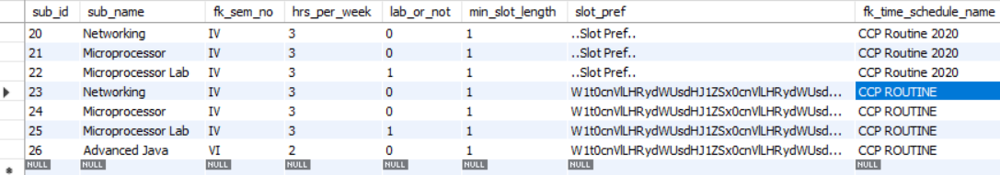 sub_id sub_name fk_sem_no hrs_per_week lab_or_not min_slot_length slot_pref fk_time_schedule_name
20 Networking IV 3 0 1 ..Slot Pref.. CCP Routine 2020
21 Microprocessor IV 3 0 1 ..Slot Pref.. CCP Routine 2020
22 Microprocessor Lab IV 3 1 1 ..Slot Pref.. CCP Routine 2020
23 Networking IV 3 0 1 W1t0cnVlLHRydWUsdHJ1ZSx0cnVlLHRydWUsd... CCP ROUTINE
24 Microprocessor IV 3 0 1 W1t0cnVlLHRydWUsdHJ1ZSx0cnVlLHRydWUsd... CCP ROUTINE
25 Microprocessor Lab IV 3 1 1 W1t0cnVlLHRydWUsdHJ1ZSx0cnVlLHRydWUsd... CCP ROUTINE
26 Advanced Java VI 2 0 1 W1t0cnVlLHRydWUsdHJ1ZSx0cnVlLHRydWUsd... CCP ROUTINE
NULL NULL NULL NULL NULL NULL NULL NULL